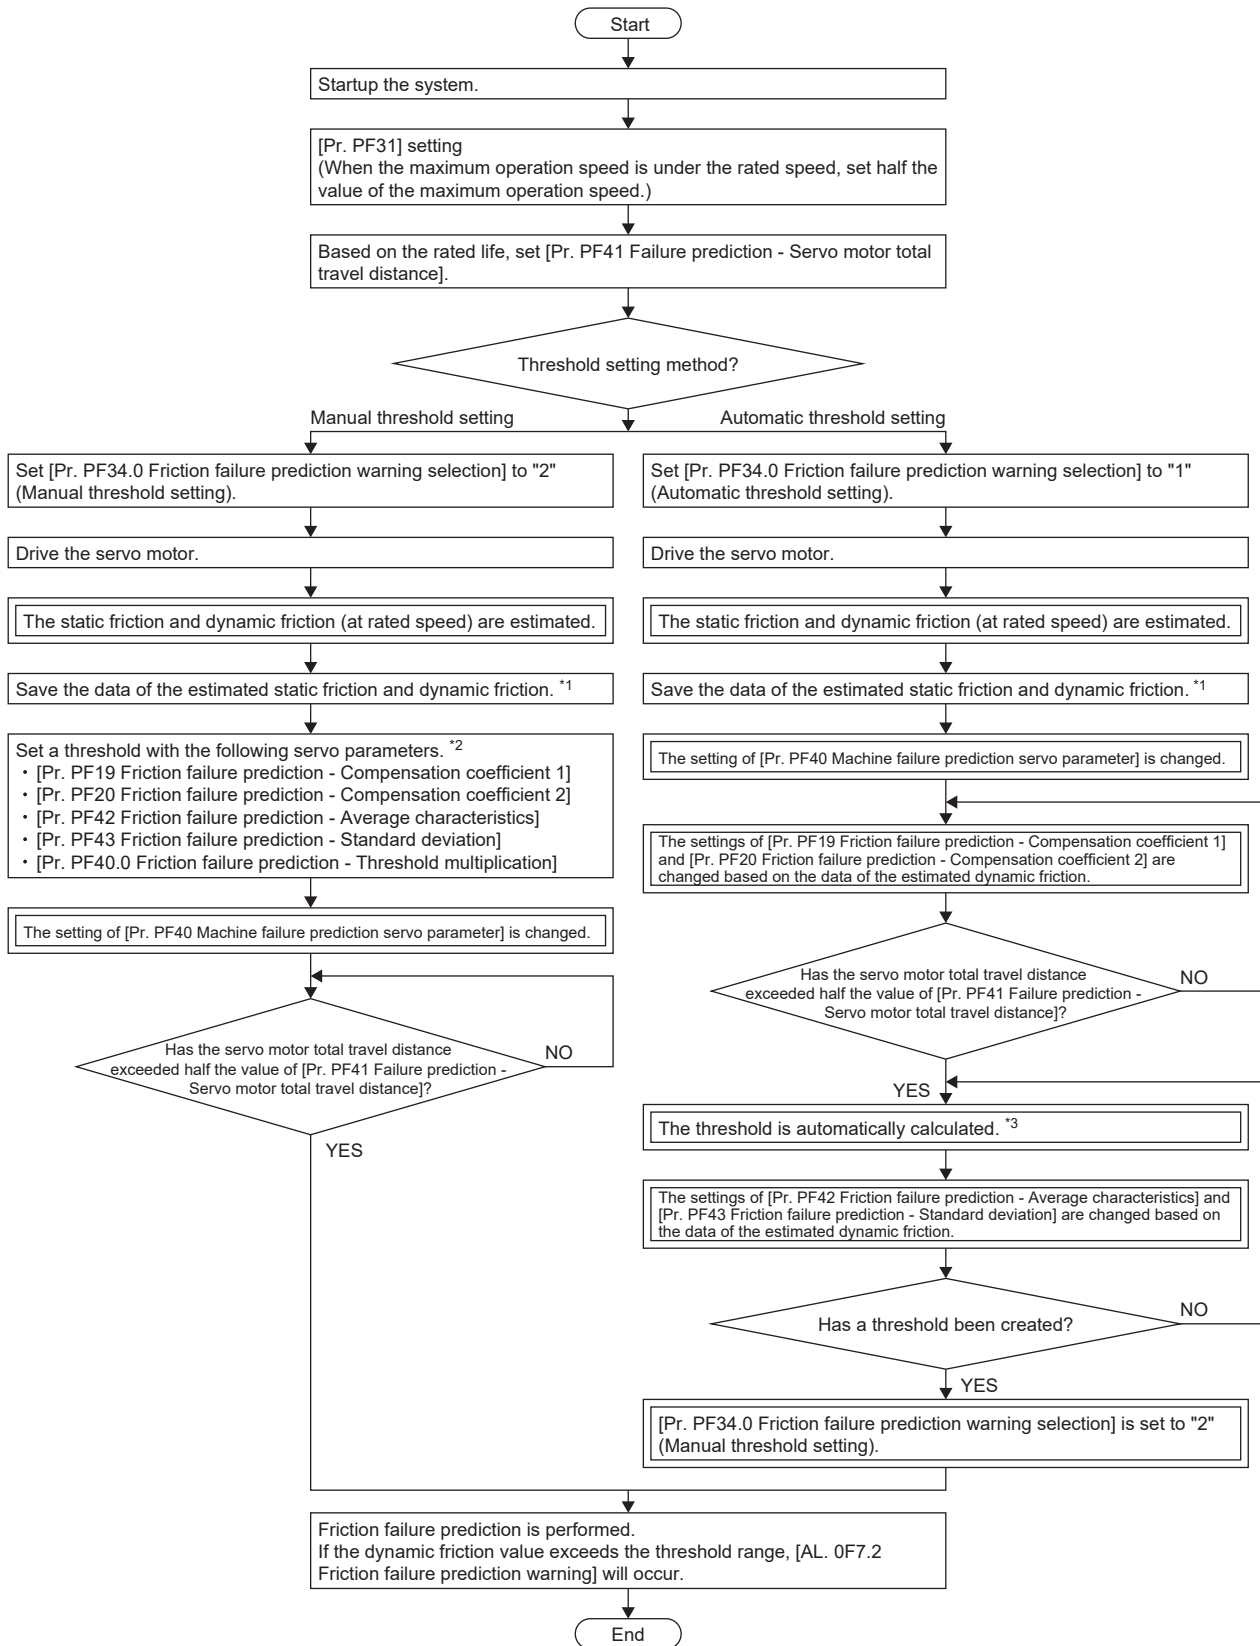 Start
Startup the system.
[Pr. PF31] setting
(When the maximum operation speed is under the rated speed, set half the
value of the maximum operation speed.)
Based on the rated life, set [Pr. PF41 Failure prediction - Servo motor total
travel distance].
Threshold setting method?
Manual threshold setting
Automatic threshold setting
Set [Pr. PF34.0 Friction failure prediction warning selection] to "2"
(Manual threshold setting).
Drive the servo motor.
The static friction and dynamic friction (at rated speed) are estimated.
Save the data of the estimated static friction and dynamic friction. *1
Set a threshold with the following servo parameters. *2
・[Pr. PF19 Friction failure prediction - Compensation coefficient 1]
・[Pr. PF20 Friction failure prediction - Compensation coefficient 2]
・[Pr. PF42 Friction failure prediction - Average characteristics]
・[Pr. PF43 Friction failure prediction - Standard deviation]
・[Pr. PF40.0 Friction failure prediction - Threshold multiplication]
The setting of [Pr. PF40 Machine failure prediction servo parameter] is changed.
Has the servo motor total travel distance
exceeded half the value of [Pr. PF41 Failure prediction -
Servo motor total travel distance]?
NO
YES
Set [Pr. PF34.0 Friction failure prediction warning selection] to "1"
(Automatic threshold setting).
Drive the servo motor.
The static friction and dynamic friction (at rated speed) are estimated.
Save the data of the estimated static friction and dynamic friction. *1
The setting of [Pr. PF40 Machine failure prediction servo parameter] is changed.
The settings of [Pr. PF19 Friction failure prediction - Compensation coefficient 1]
and [Pr. PF20 Friction failure prediction - Compensation coefficient 2] are
changed based on the data of the estimated dynamic friction.
Has the servo motor total travel distance
exceeded half the value of [Pr. PF41 Failure prediction -
Servo motor total travel distance]?
NO
YES
The threshold is automatically calculated. *3
The settings of [Pr. PF42 Friction failure prediction - Average characteristics] and
[Pr. PF43 Friction failure prediction - Standard deviation] are changed based on
the data of the estimated dynamic friction.
Has a threshold been created?
NO
YES
[Pr. PF34.0 Friction failure prediction warning selection] is set to "2"
(Manual threshold setting).
Friction failure prediction is performed.
If the dynamic friction value exceeds the threshold range, [AL. 0F7.2
Friction failure prediction warning] will occur.
End